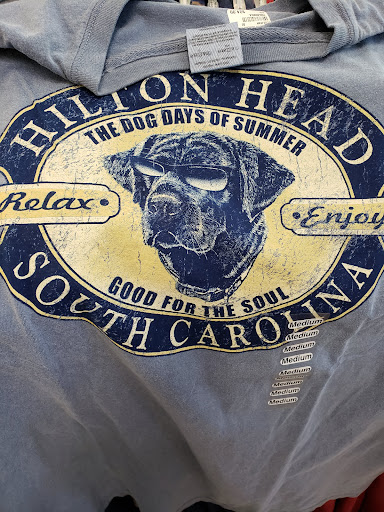 HILTON HEAD
THE DOG DAYS OF SUMMER
Relax •
• Enjoy
GOOD FOR THE SOUL
SOUTH CAROLINA
Medium
Medium
Medium
Medium
Medium
Medium
Medium
Medium
Medium